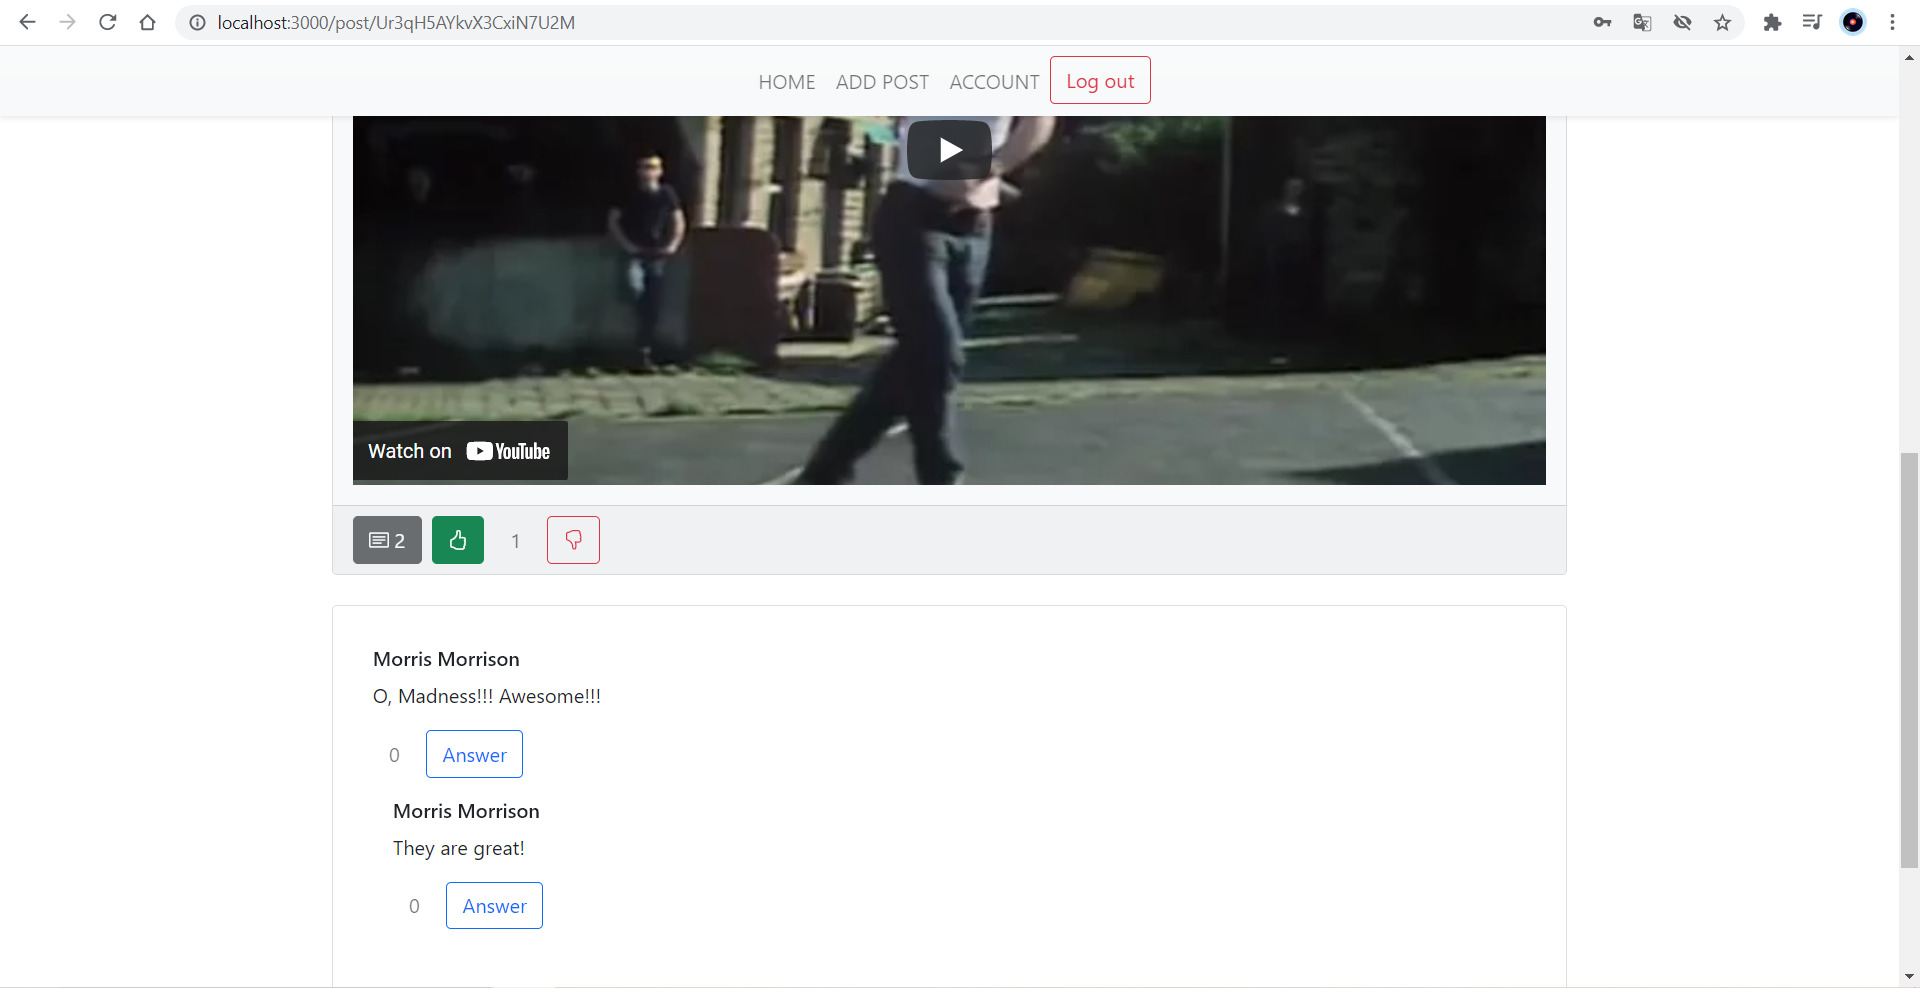 localhost:3000/post/Ur3qH5AYkvX3CxiN7U2M
HOME ADD POST ACCOUNT Log out
Watch on YouTube
2 1
Morris Morrison
O, Madness!!! Awesome!!!
0 Answer
Morris Morrison
They are great!
0 Answer